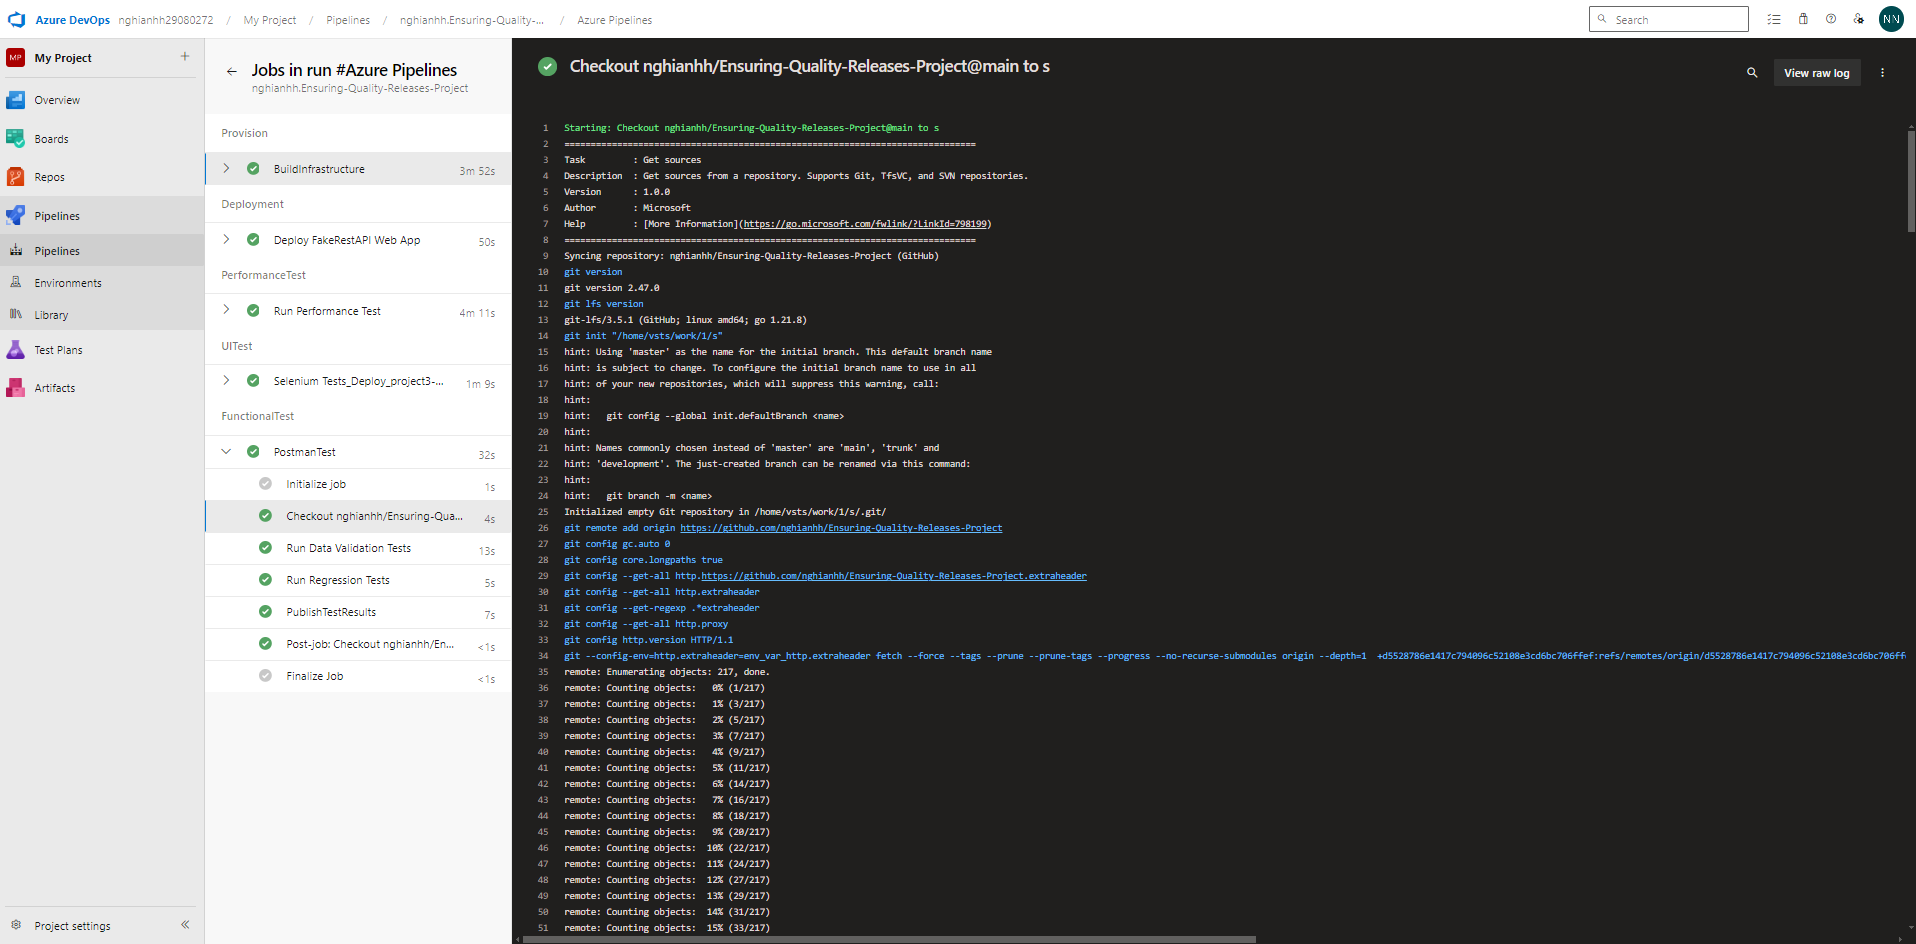 Azure DevOps nghianhh29080272 / My Project / Pipelines / nghianhh.Ensuring-Quality-... / Azure Pipelines
Search
NN
MP My Project +
Overview
Boards
Repos
Pipelines
Pipelines
Environments
Library
Test Plans
Artifacts
Project settings
Jobs in run #Azure Pipelines
nghianhh.Ensuring-Quality-Releases-Project
Provision
BuildInfrastructure 3m 52s
Deployment
Deploy FakeRestAPI Web App 50s
PerformanceTest
Run Performance Test 4m 11s
UITest
Selenium Tests_Deploy_project3-... 1m 9s
FunctionalTest
PostmanTest 32s
Initialize job 1s
Checkout nghianhh/Ensuring-Qua... 4s
Run Data Validation Tests 13s
Run Regression Tests 5s
PublishTestResults 7s
Post-job: Checkout nghianhh/En... <1s
Finalize Job <1s
Checkout nghianhh/Ensuring-Quality-Releases-Project@main to s
View raw log
1 Starting: Checkout nghianhh/Ensuring-Quality-Releases-Project@main to s
2 ==============================================================================
3 Task         : Get sources
4 Description  : Get sources from a repository. Supports Git, TfsVC, and SVN repositories.
5 Version      : 1.0.0
6 Author       : Microsoft
7 Help         : [More Information](https://go.microsoft.com/fwlink/?LinkId=798199)
8 ==============================================================================
9 Syncing repository: nghianhh/Ensuring-Quality-Releases-Project (GitHub)
10 git version
11 git version 2.47.0
12 git lfs version
13 git-lfs/3.5.1 (GitHub; linux amd64; go 1.21.8)
14 git init "/home/vsts/work/1/s"
15 hint: Using 'master' as the name for the initial branch. This default branch name
16 hint: is subject to change. To configure the initial branch name to use in all
17 hint: of your new repositories, which will suppress this warning, call:
18 hint:
19 hint:   git config --global init.defaultBranch <name>
20 hint:
21 hint: Names commonly chosen instead of 'master' are 'main', 'trunk' and
22 hint: 'development'. The just-created branch can be renamed via this command:
23 hint:
24 hint:   git branch -m <name>
25 Initialized empty Git repository in /home/vsts/work/1/s/.git/
26 git remote add origin https://github.com/nghianhh/Ensuring-Quality-Releases-Project
27 git config gc.auto 0
28 git config core.longpaths true
29 git config --get-all http.https://github.com/nghianhh/Ensuring-Quality-Releases-Project.extraheader
30 git config --get-all http.extraheader
31 git config --get-regexp .*extraheader
32 git config --get-all http.proxy
33 git config http.version HTTP/1.1
34 git --config-env=http.extraheader=env_var_http.extraheader fetch --force --tags --prune --prune-tags --progress --no-recurse-submodules origin --depth=1  +d5528786e1417c794096c52108e3cd6bc706ffef:refs/remotes/origin/d5528786e1417c794096c52108e3cd6bc706ffe
35 remote: Enumerating objects: 217, done.
36 remote: Counting objects:   0% (1/217)
37 remote: Counting objects:   1% (3/217)
38 remote: Counting objects:   2% (5/217)
39 remote: Counting objects:   3% (7/217)
40 remote: Counting objects:   4% (9/217)
41 remote: Counting objects:   5% (11/217)
42 remote: Counting objects:   6% (14/217)
43 remote: Counting objects:   7% (16/217)
44 remote: Counting objects:   8% (18/217)
45 remote: Counting objects:   9% (20/217)
46 remote: Counting objects:  10% (22/217)
47 remote: Counting objects:  11% (24/217)
48 remote: Counting objects:  12% (27/217)
49 remote: Counting objects:  13% (29/217)
50 remote: Counting objects:  14% (31/217)
51 remote: Counting objects:  15% (33/217)